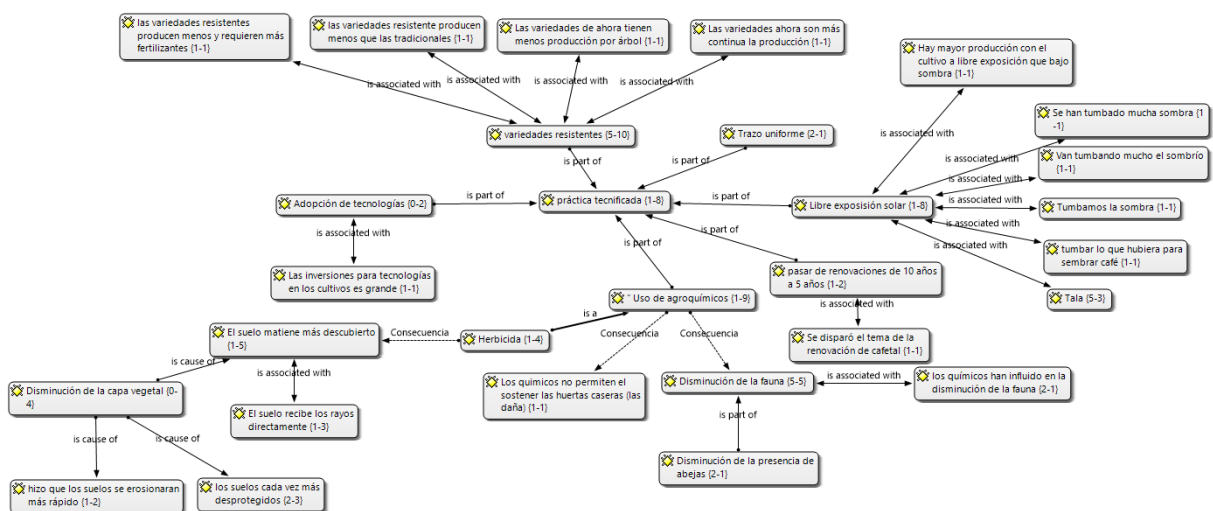 las variedades resistentes
producen menos y requieren más
fertilizantes {1-1}
las variedades resistente producen
menos que las tradicionales {1-1}
Las variedades de ahora tienen
menos producción por árbol {1-1}
Las variedades ahora son más
continua la producción {1-1}
Hay mayor producción con el
cultivo a libre exposición que bajo
sombra {1-1}
is associated with
is associated with
is associated with
is associated with
is associated with
variedades resistentes {5-10}
Trazo uniforme {2-1}
Se han tumbado mucha sombra {1
-1}
is associated with
Van tumbando mucho el sombrío
{1-1}
is associated with
is part of
is part of
Adopción de tecnologías {0-2}
is part of
práctica tecnificada {1-8}
is part of
Libre exposisión solar {1-8}
is associated with
Tumbamos la sombra {1-1}
is associated with
is associated with
is part of
is part of
tumbar lo que hubiera para
sembrar café {1-1}
Las inversiones para tecnologías
en los cultivos es grande {1-1}
pasar de renovaciones de 10 años
a 5 años {1-2}
" Uso de agroquímicos {1-9}
Tala {5-3}
is associated with
is a
El suelo matiene más descubierto
{1-5}
Consecuencia
Herbicida {1-4}
Consecuencia
Consecuencia
Se disparó el tema de la
renovación de cafetal {1-1}
is cause of
is associated with
Disminución de la capa vegetal {0-
4}
Los quimicos no permiten el
sostener las huertas caseras (las
daña) {1-1}
Disminución de la fauna {5-5}
is associated with
los químicos han influido en la
disminución de la fauna {2-1}
El suelo recibe los rayos
directamente {1-3}
is part of
is cause of
is cause of
Disminución de la presencia de
abejas {2-1}
hizo que los suelos se erosionaran
más rápido {1-2}
los suelos cada vez más
desprotegidos {2-3}